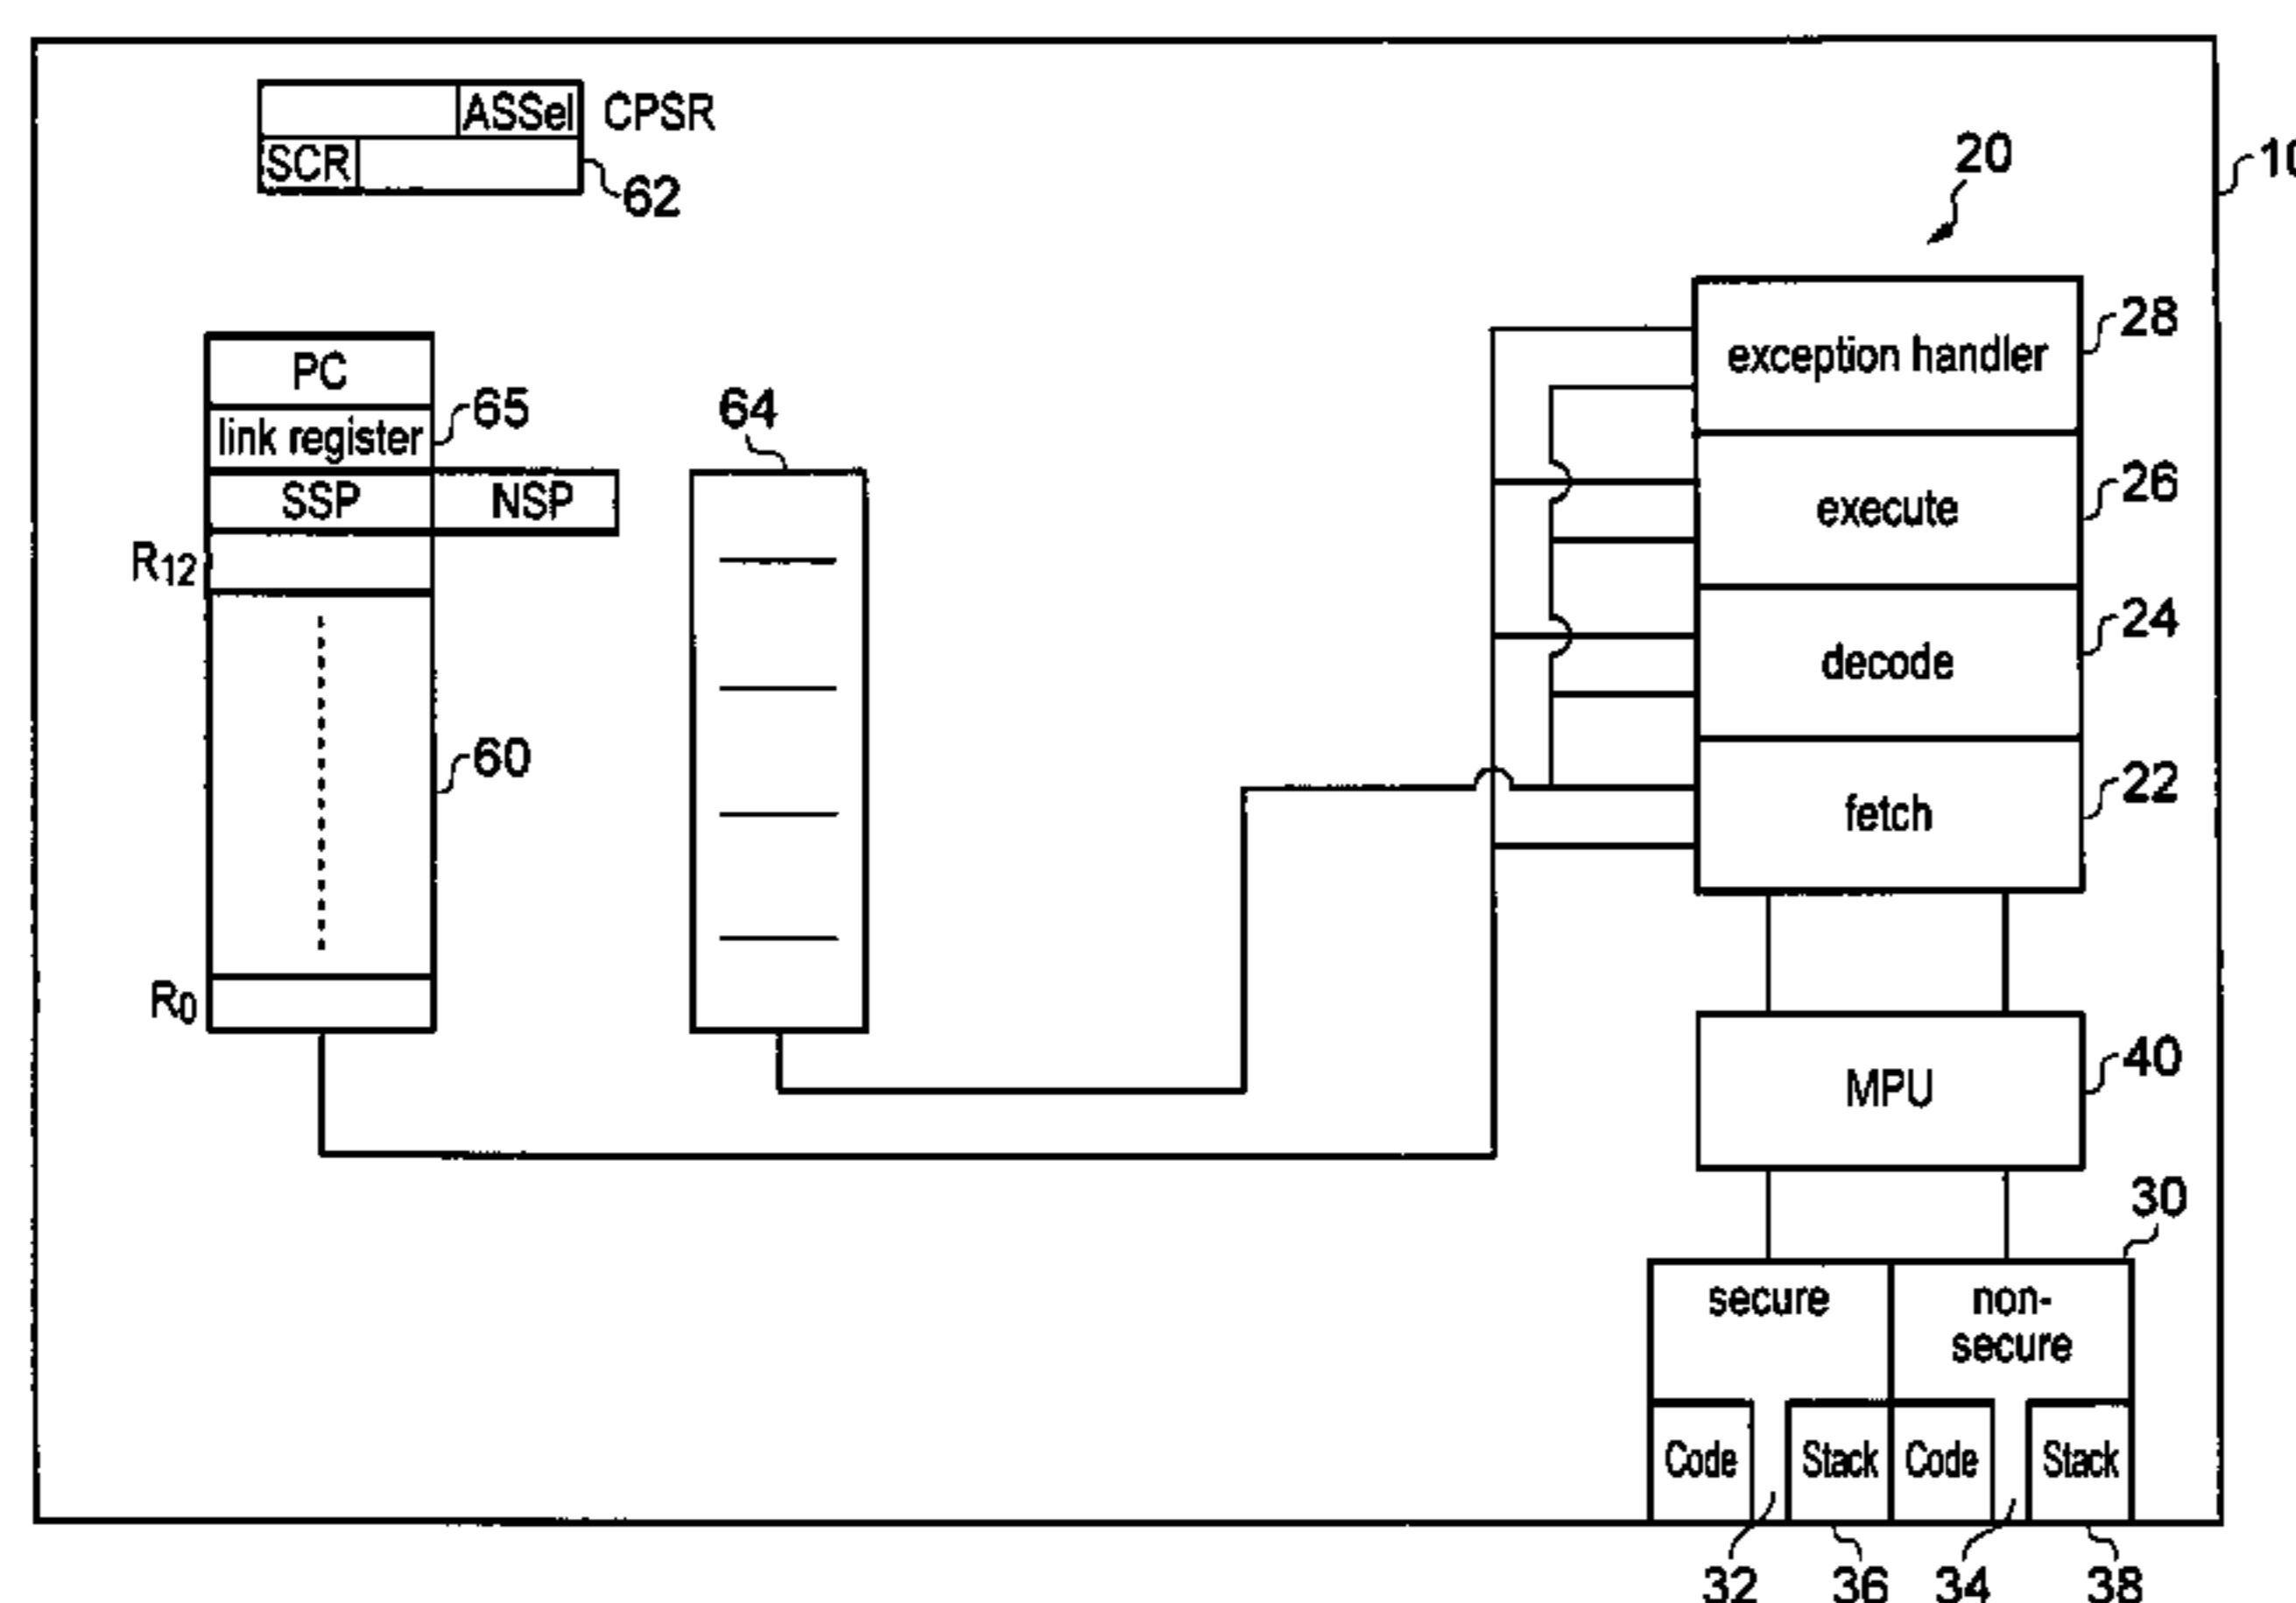 ASSel CPSR
SCR
62
20
10
PC
link register
65
SSP
NSP
R12
60
R0
64
exception handler
28
execute
26
decode
24
fetch
22
MPU
40
30
secure
non-
secure
Code
Stack
Code
Stack
32
36
34
38